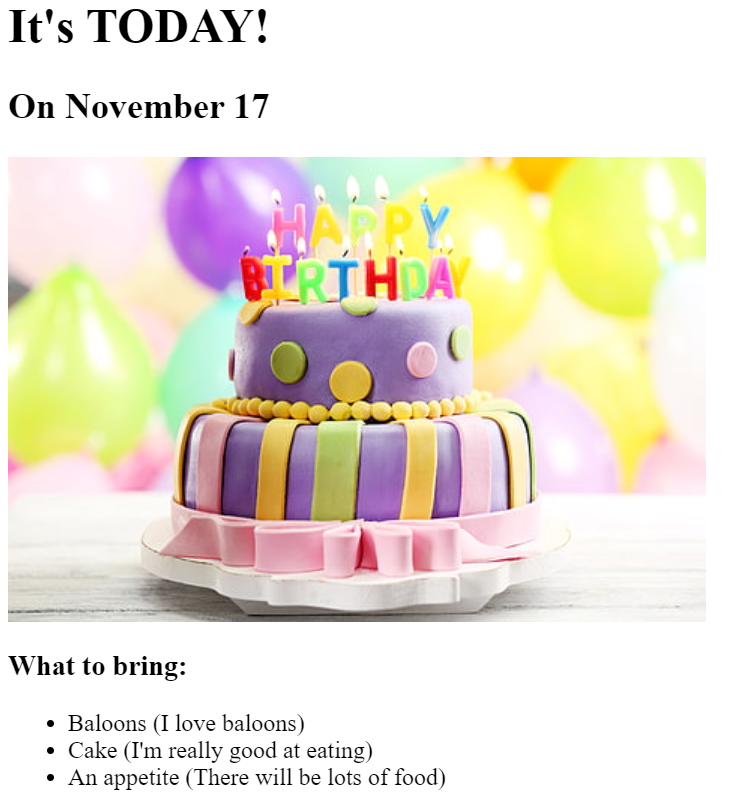 It's TODAY!
On November 17
HAPPY
BIRTHDAY
What to bring:
Baloons (I love baloons)
Cake (I'm really good at eating)
An appetite (There will be lots of food)